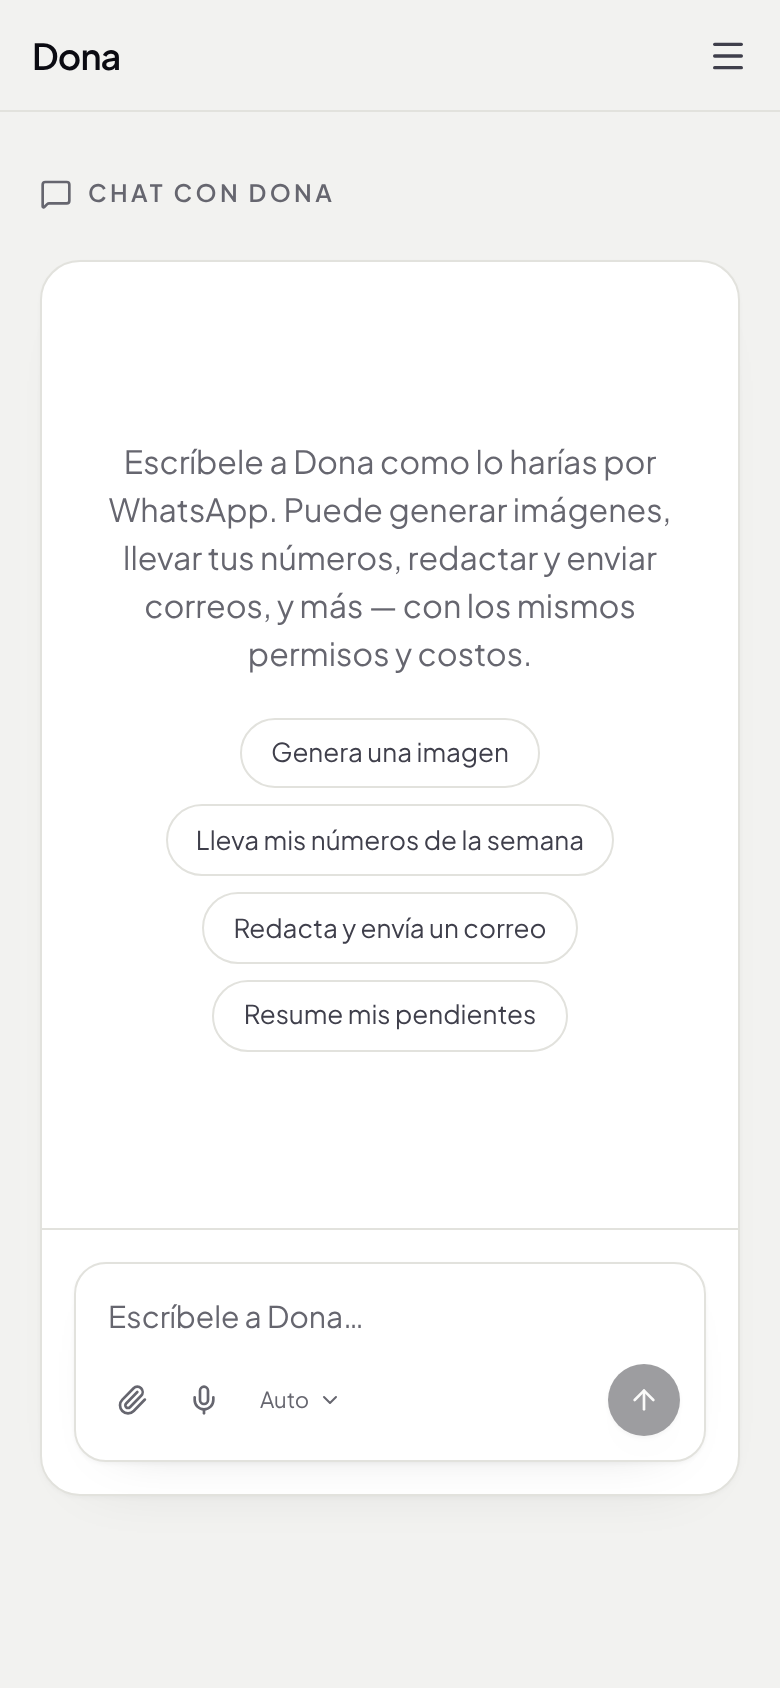 Dona
CHAT CON DONA
Escríbele a Dona como lo harías por
WhatsApp. Puede generar imágenes,
llevar tus números, redactar y enviar
correos, y más — con los mismos
permisos y costos.
Genera una imagen
Lleva mis números de la semana
Redacta y envía un correo
Resume mis pendientes
Escríbele a Dona...
Auto